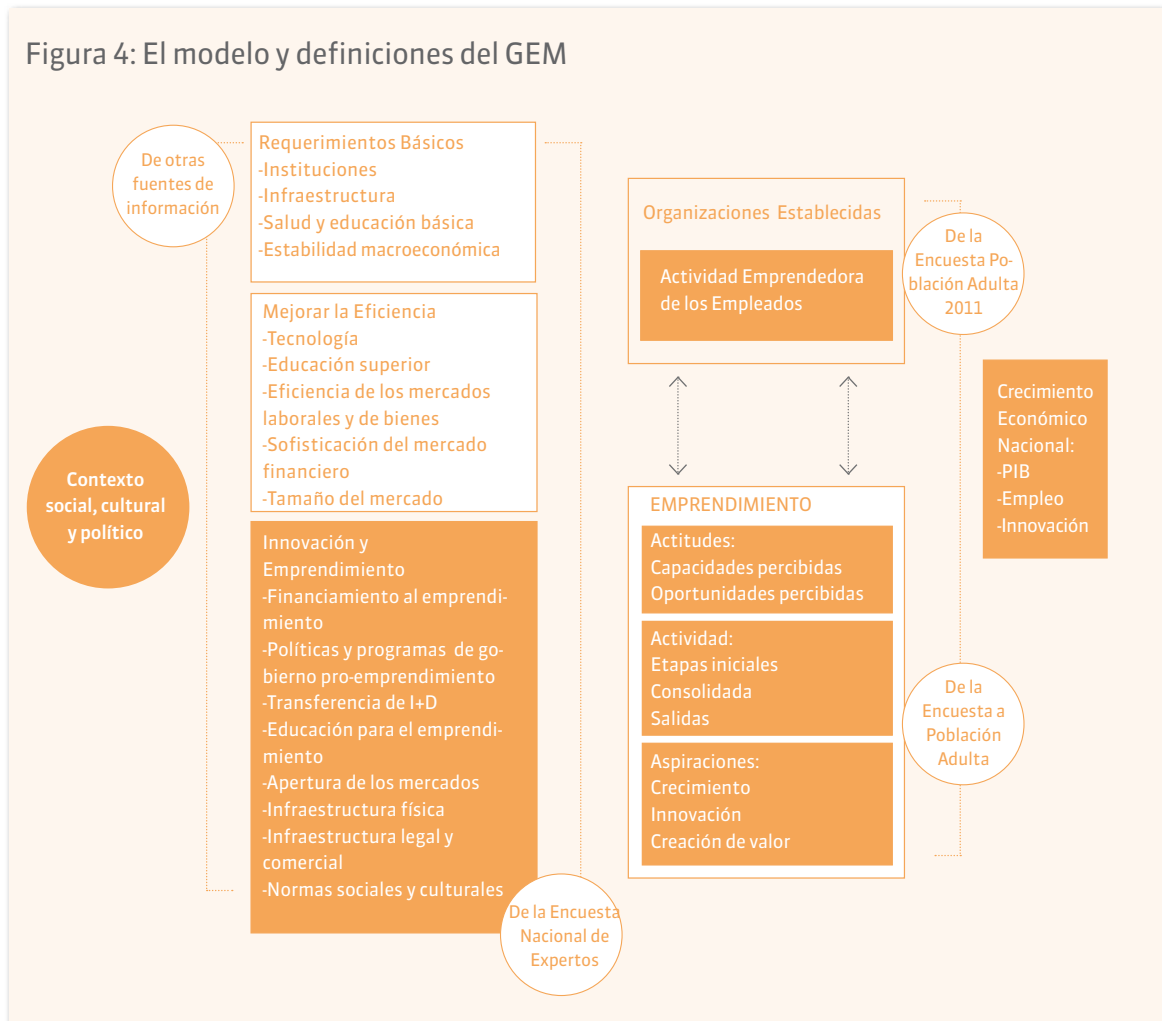 Figura 4: El modelo y definiciones del GEM
De otras
fuentes de
información
Requerimientos Básicos
-Instituciones
-Infraestructura
-Salud y educación básica
-Estabilidad macroeconómica
Mejorar la Eficiencia
-Tecnología
-Educación superior
-Eficiencia de los mercados
laborales y de bienes
-Sofisticación del mercado
financiero
-Tamaño del mercado
Contexto
social, cultural
y político
Innovación y
Emprendimiento
-Financiamiento al emprendi-
miento
-Políticas y programas de go-
bierno pro-emprendimiento
-Transferencia de I+D
-Educación para el emprendi-
miento
-Apertura de los mercados
-Infraestructura física
-Infraestructura legal y
comercial
-Normas sociales y culturales
De la Encuesta
Nacional de
Expertos
Organizaciones Establecidas
Actividad Emprendedora
de los Empleados
De la
Encuesta Po-
blación Adulta
2011
EMPRENDIMIENTO
Actitudes:
Capacidades percibidas
Oportunidades percibidas
Actividad:
Etapas iniciales
Consolidada
Salidas
Aspiraciones:
Crecimiento
Innovación
Creación de valor
De la
Encuesta a
Población
Adulta
Crecimiento
Económico
Nacional:
-PIB
-Empleo
-Innovación